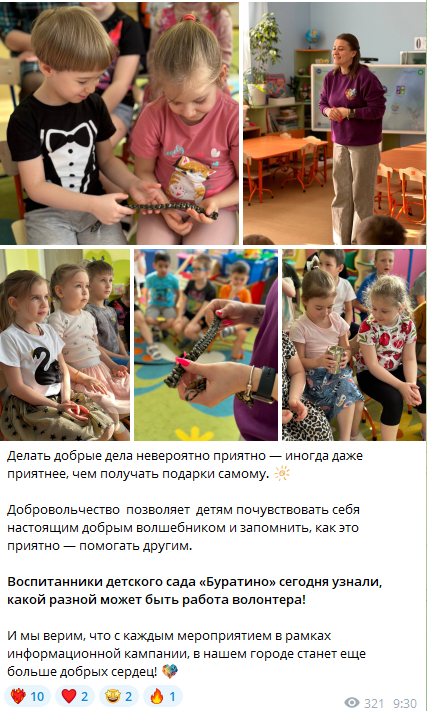 Делать добрые дела невероятно приятно — иногда даже
приятнее, чем получать подарки самому.
Добровольчество позволяет детям почувствовать себя
настоящим добрым волшебником и запомнить, как это
приятно — помогать другим.
Воспитанники детского сада «Буратино» сегодня узнали,
какой разной может быть работа волонтера!
И мы верим, что с каждым мероприятием в рамках
информационной кампании, в нашем городе станет еще
больше добрых сердец!
10 2 2 1 321 9:30